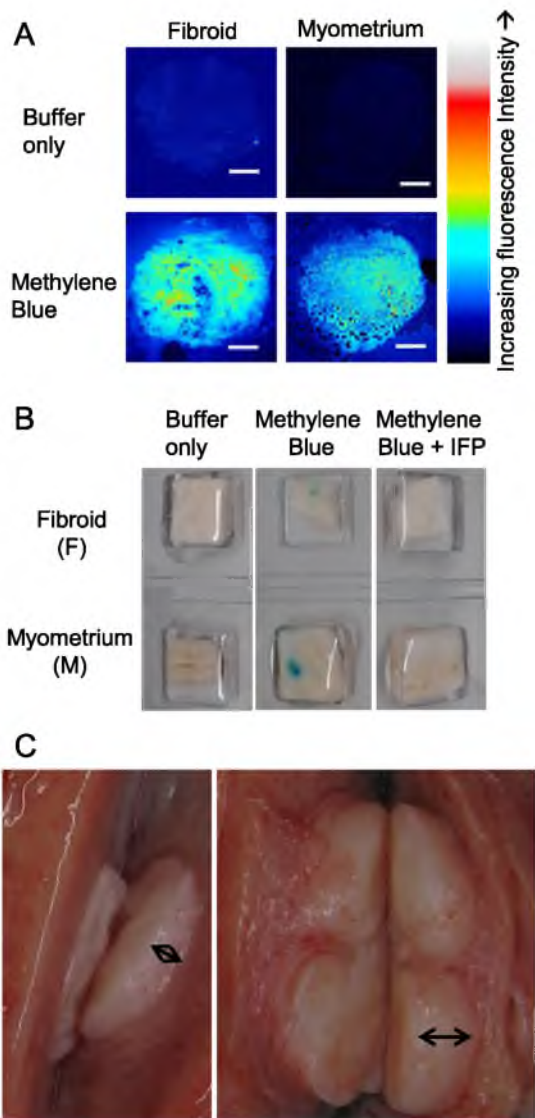 A
Fibroid
Myometrium
Buffer
only
Methylene
Blue
Increasing fluorescence Intensity →
B
Buffer
only
Methylene
Blue
Methylene
Blue + IFP
Fibroid
(F)
Myometrium
(M)
C